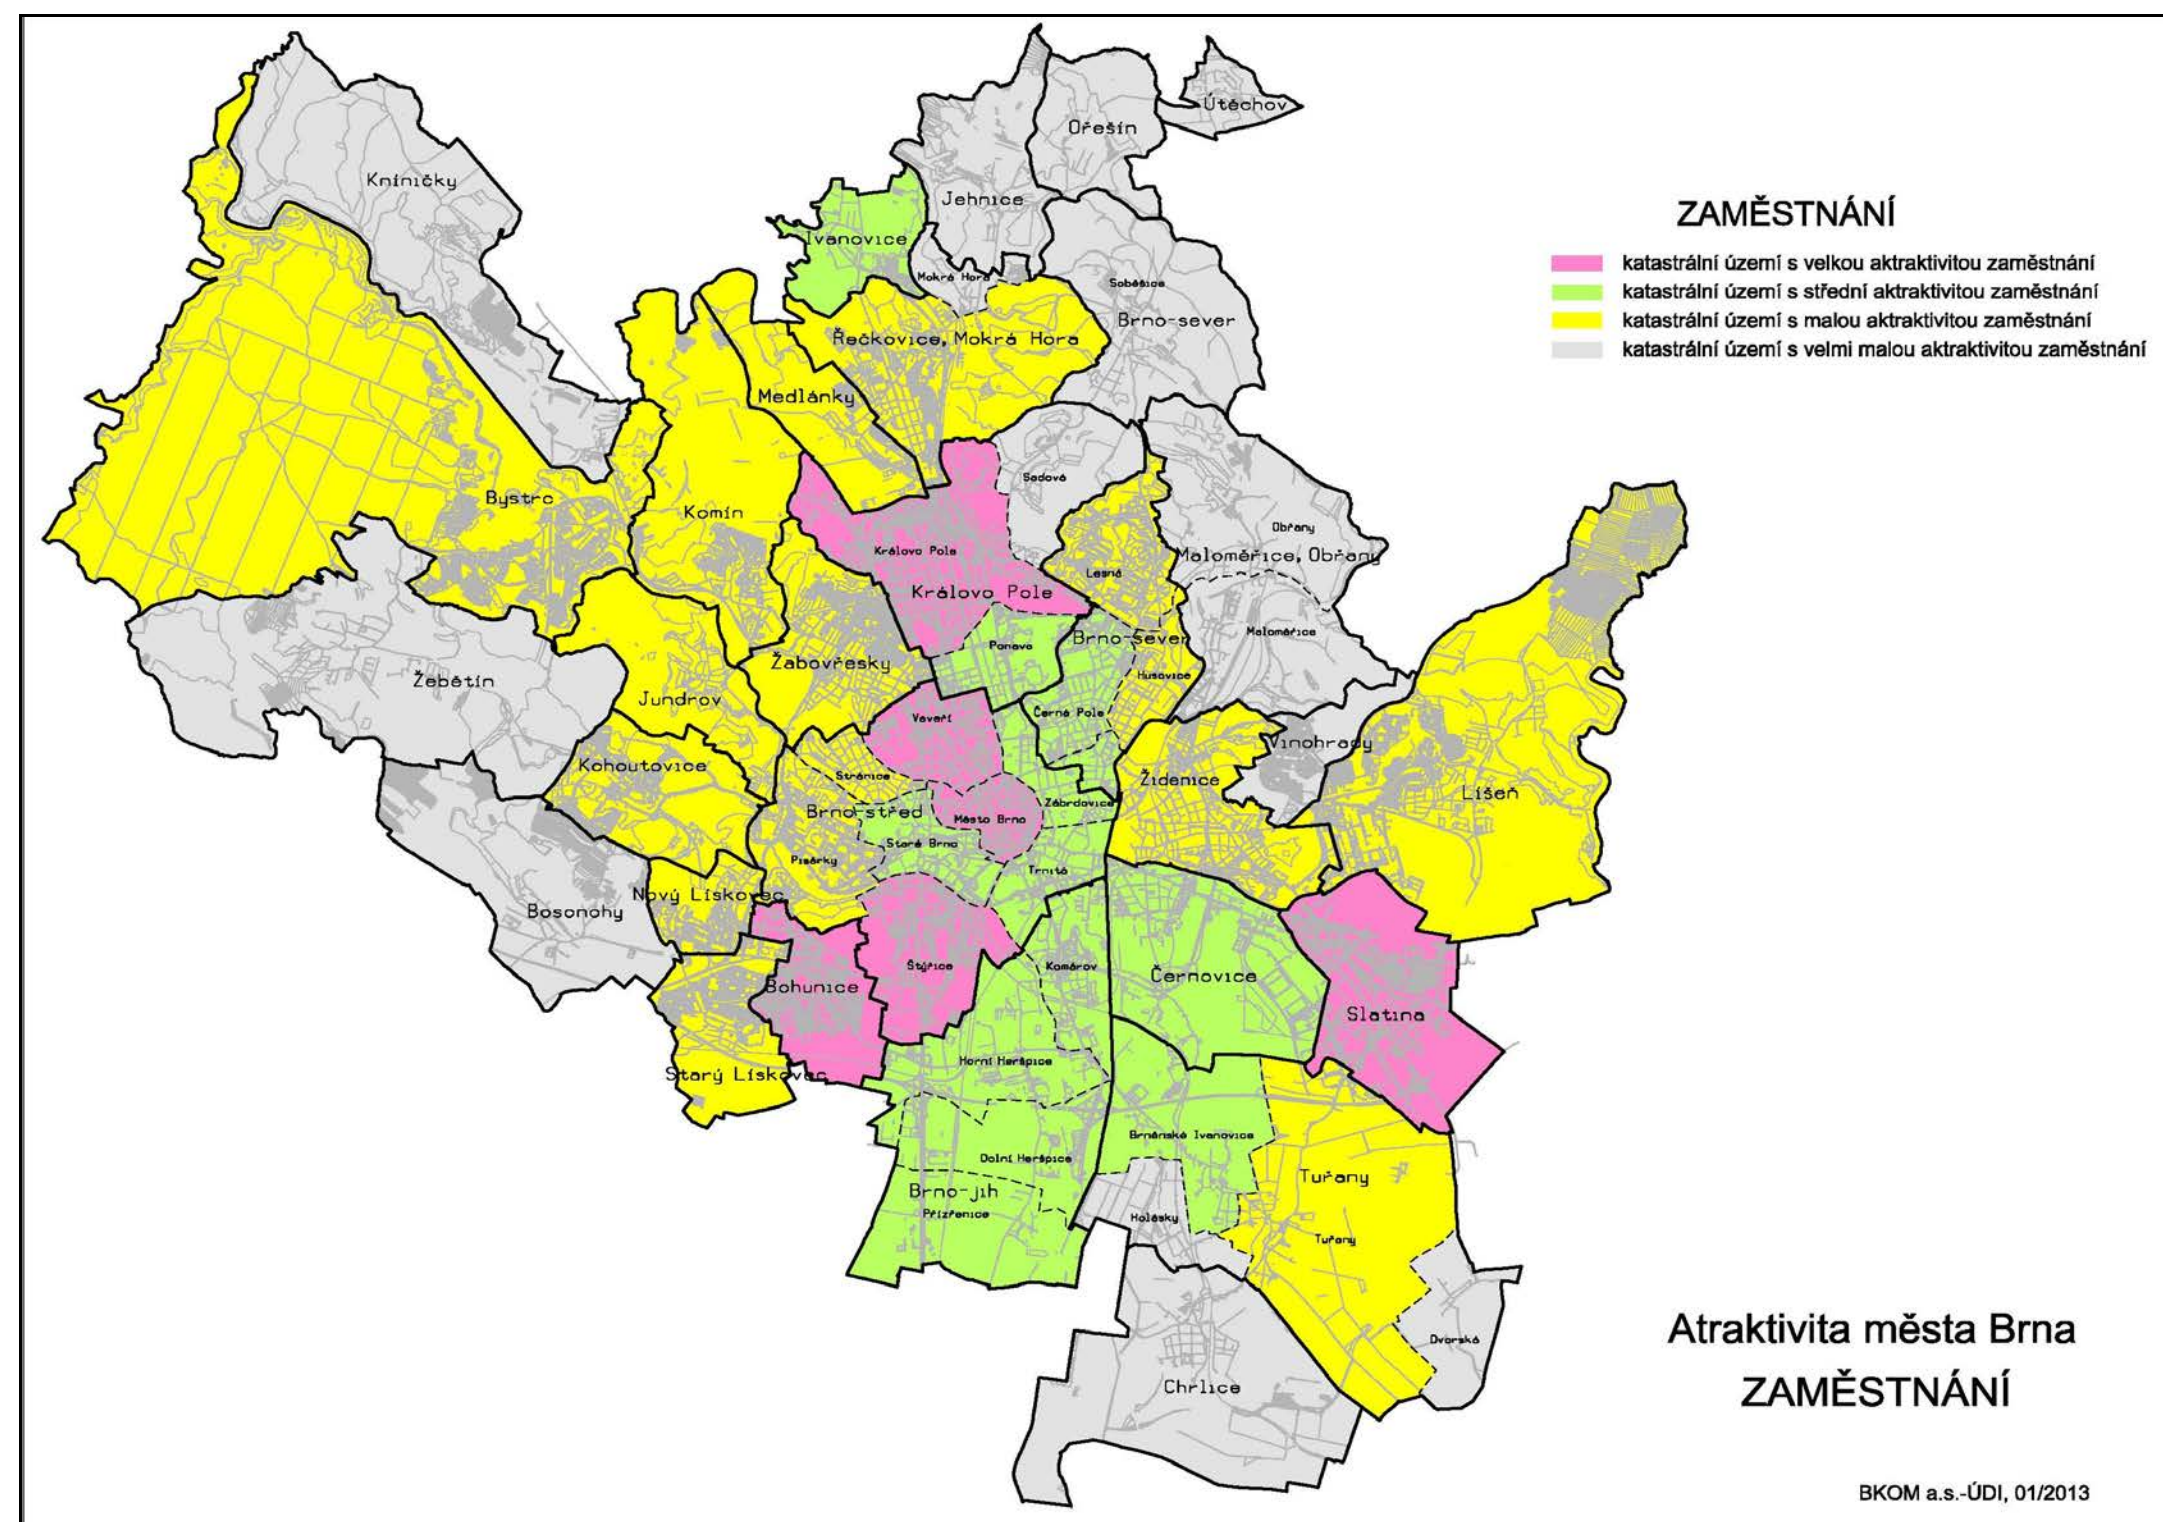 Útěchov
Ořešín
Kníničky
Jehnice
ZAMĚSTNÁNÍ
Ivanovice
katastrální území s velkou aktraktivitou zaměstnání
Mokrá Hora
Soběšice
katastrální území s střední aktraktivitou zaměstnání
Brno-sever
katastrální území s malou aktraktivitou zaměstnání
Řečkovice, Mokrá Hora
katastrální území s velmi malou aktraktivitou zaměstnání
Medlánky
Sadová
Bystrc
Komín
Obřany
Královo Pole
Maloměřice, Obřany
Lesná
Královo Pole
Maloměřice
Brno-sever
Ponava
Žabovřesky
Husovice
Žebětín
Jundrov
Černá Pole
Veveří
Vinohrady
Kohoutovice
Stránice
Židenice
Líšeň
Zábrdovice
Brno-střed
Město Brno
Staré Brno
Pisárky
Trnitá
Nový Lískovec
Bosonohy
Štýřice
Komárov
Černovice
Bohunice
Slatina
Horní Heršpice
Starý Lískovec
Brněnské Ivanovice
Dolní Heršpice
Tuřany
Brno-jih
Přízřenice
Holásky
Tuřany
Dvorska
Atraktivita města Brna
Chrlice
ZAMĚSTNÁNÍ
BKOM a.s.-ÚDI, 01/2013